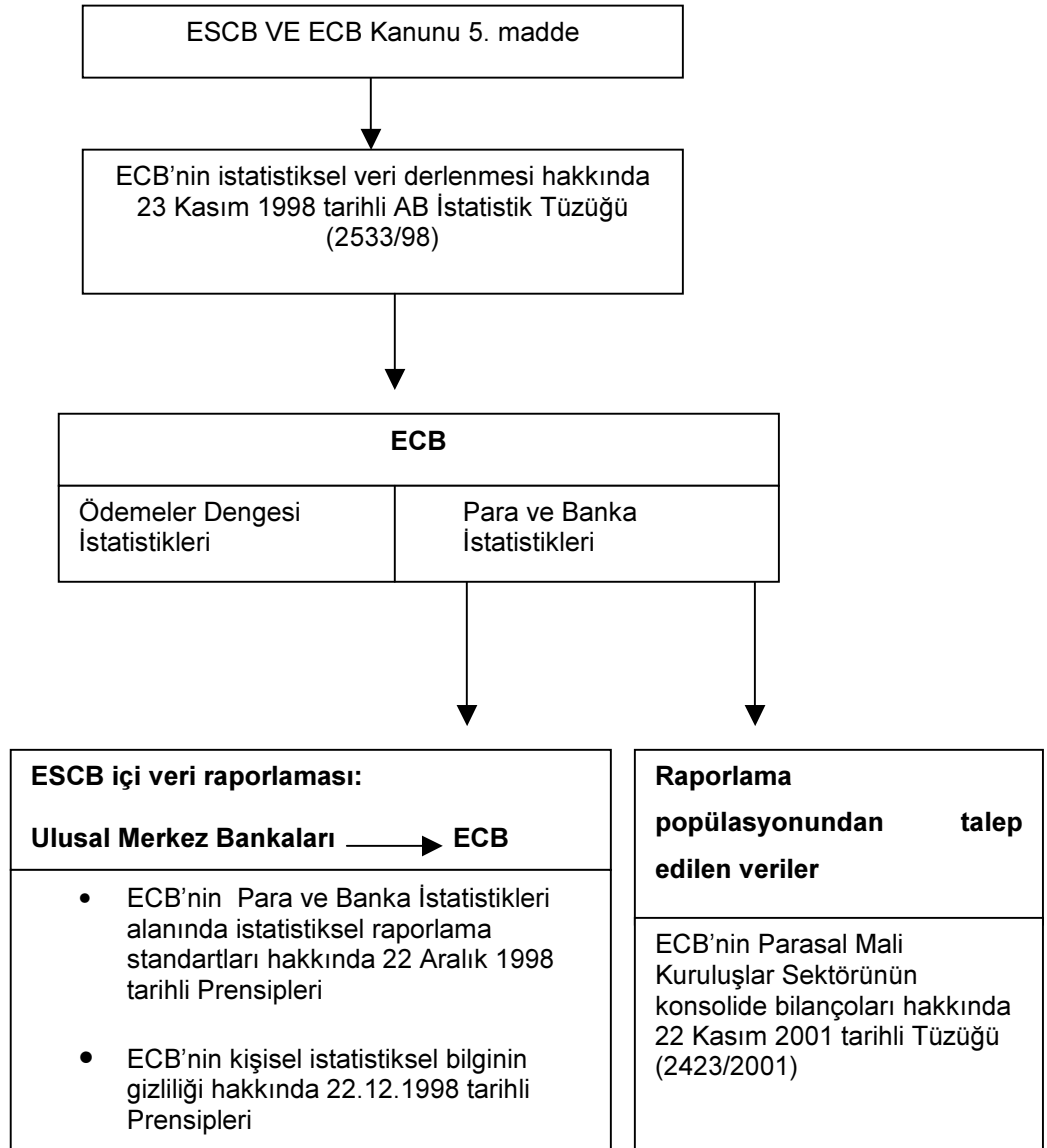 ESCB VE ECB Kanunu 5. madde
ECB’nin istatistiksel veri derlenmesi hakkında
23 Kasım 1998 tarihli AB İstatistik Tüzüğü
(2533/98)
ECB
Ödemeler Dengesi
İstatistikleri
Para ve Banka
İstatistikleri
ESCB içi veri raporlaması:
Ulusal Merkez Bankaları ECB
• ECB’nin Para ve Banka İstatistikleri
alanında istatistiksel raporlama
standartları hakkında 22 Aralık 1998
tarihli Prensipleri
• ECB’nin kişisel istatistiksel bilginin
gizliliği hakkında 22.12.1998 tarihli
Prensipleri
Raporlama
popülasyonundan talep
edilen veriler
ECB’nin Parasal Mali
Kuruluşlar Sektörünün
konsolide bilançoları hakkında
22 Kasım 2001 tarihli Tüzüğü
(2423/2001)